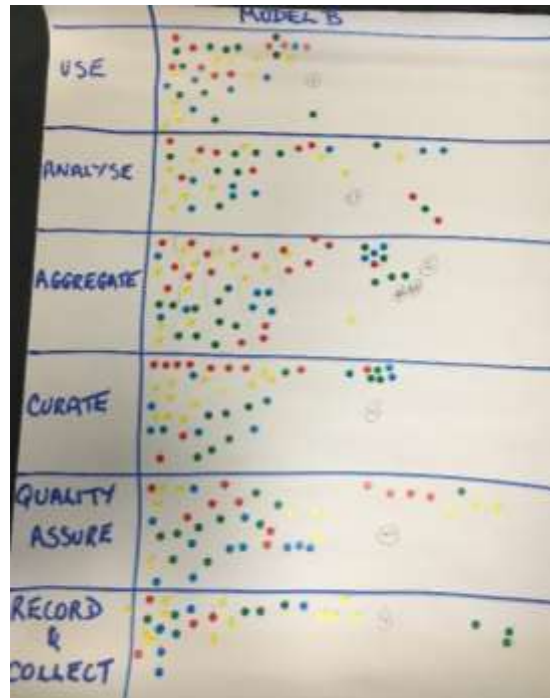 MODEL B
USE
ANALYSE
AGGREGATE
CURATE
QUALITY
ASSURE
RECORD
&
COLLECT